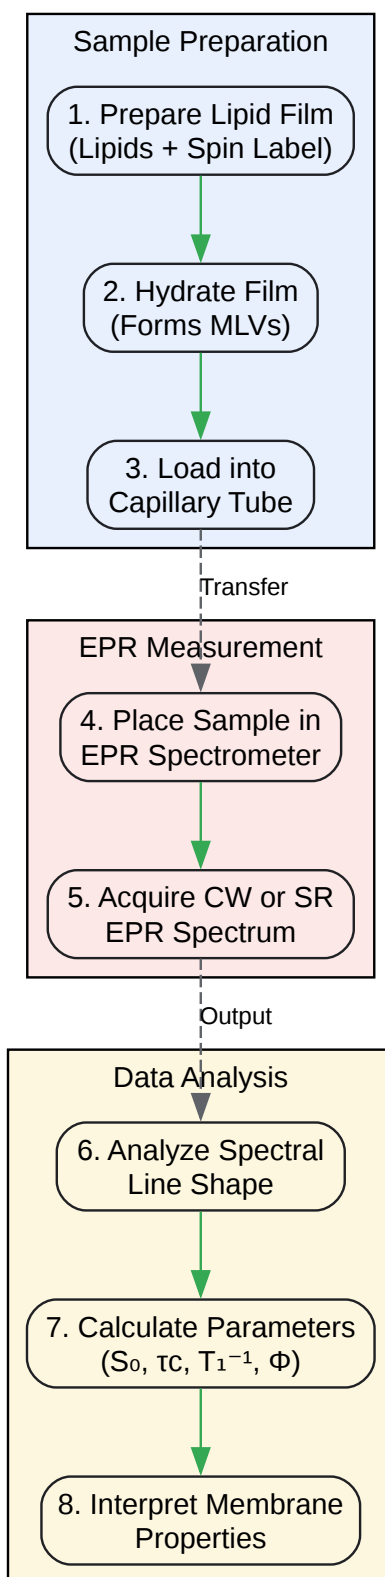 Sample Preparation
1. Prepare Lipid Film
(Lipids + Spin Label)
2. Hydrate Film
(Forms MLVs)
3. Load into
Capillary Tube
Transfer
EPR Measurement
4. Place Sample in
EPR Spectrometer
5. Acquire CW or SR
EPR Spectrum
Output
Data Analysis
6. Analyze Spectral
Line Shape
7. Calculate Parameters
(S₀, τc, T₁⁻¹, Φ)
8. Interpret Membrane
Properties